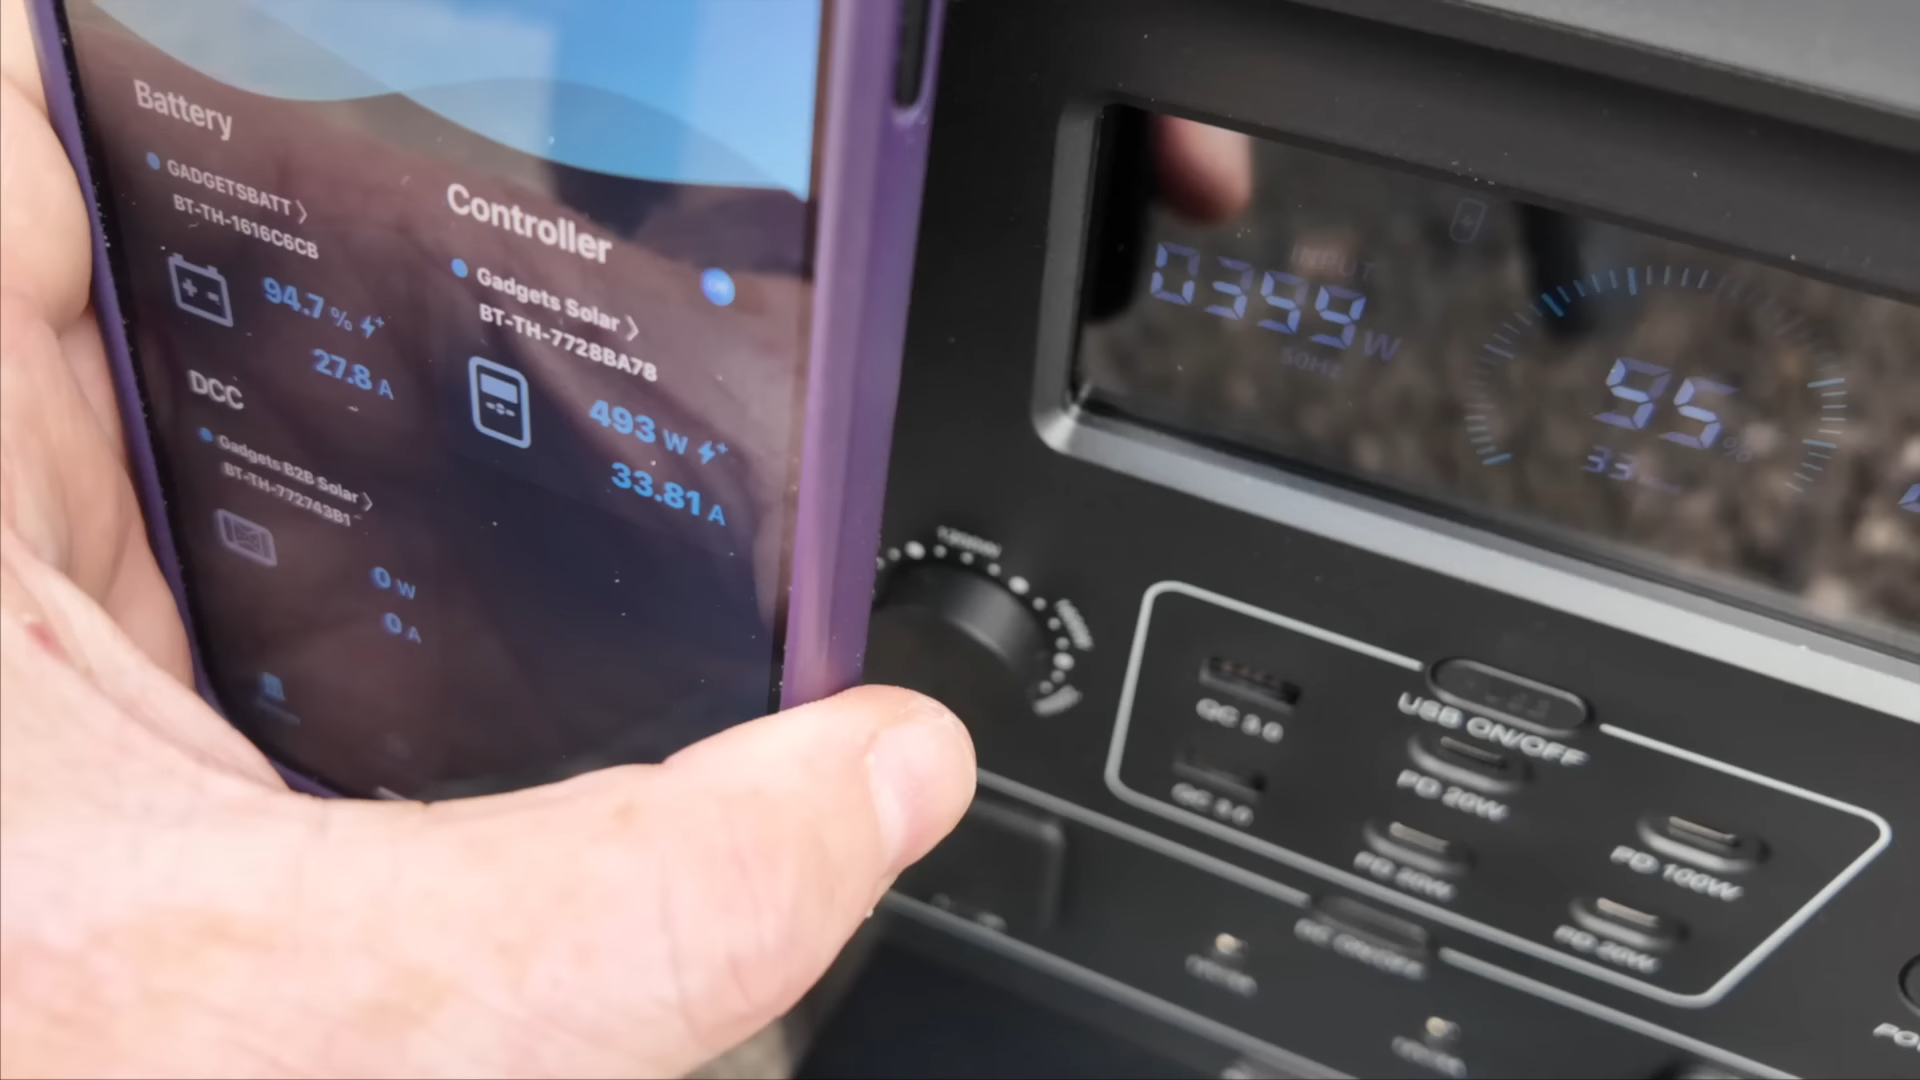 Battery
GADGETSBATT >
BT-TH-1616C6CB
94.7 %
27.8 A
DCC
Gadgets B2B Solar >
BT-TH-772743B1
0 W
0 A
Controller
Gadgets Solar >
BT-TH-7728BA78
493 W
33.81 A
INPUT
0399 W
50HZ
95 %
33
USB ON/OFF
QC 3.0
QC 3.0
PD 20W
PD 20W
PD 100W
PD 20W